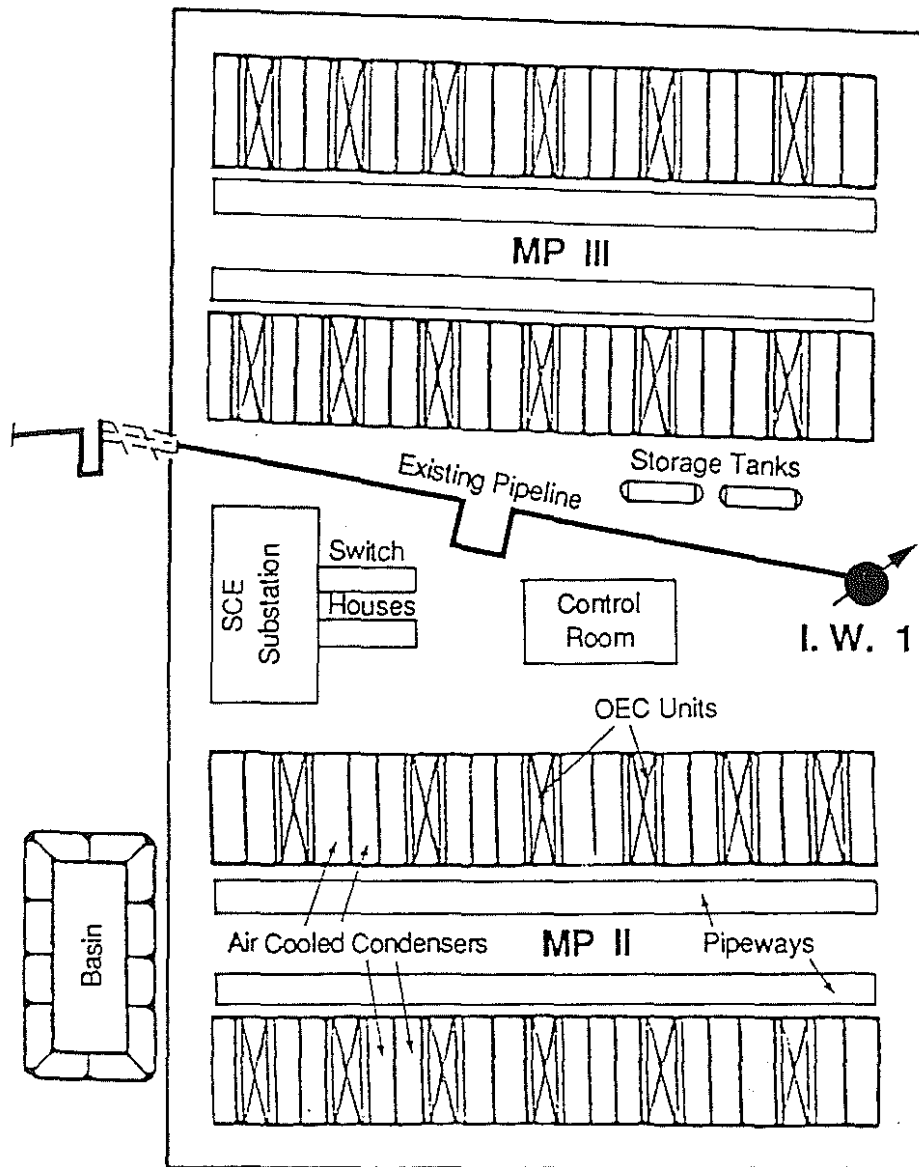 MP III
Storage Tanks
Existing Pipeline
SCE
Substation
Switch
Houses
Control
Room
I. W. 1
OEC Units
Air Cooled Condensers
MP II
Pipeways
Basin